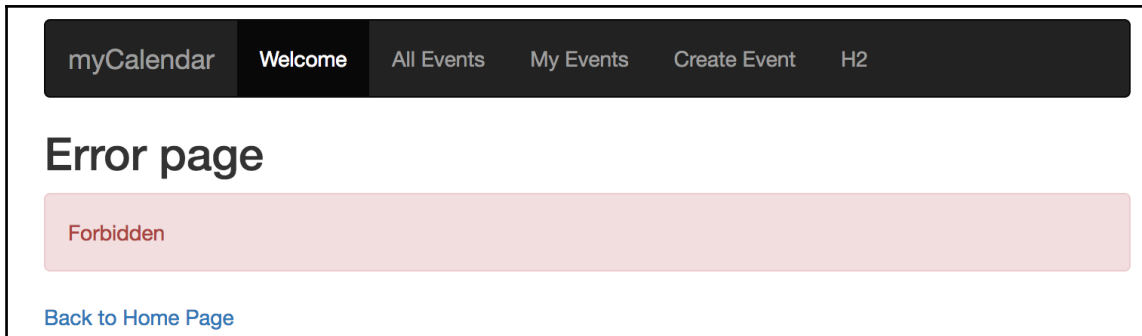 myCalendar Welcome All Events My Events Create Event H2
Error page
Forbidden
Back to Home Page